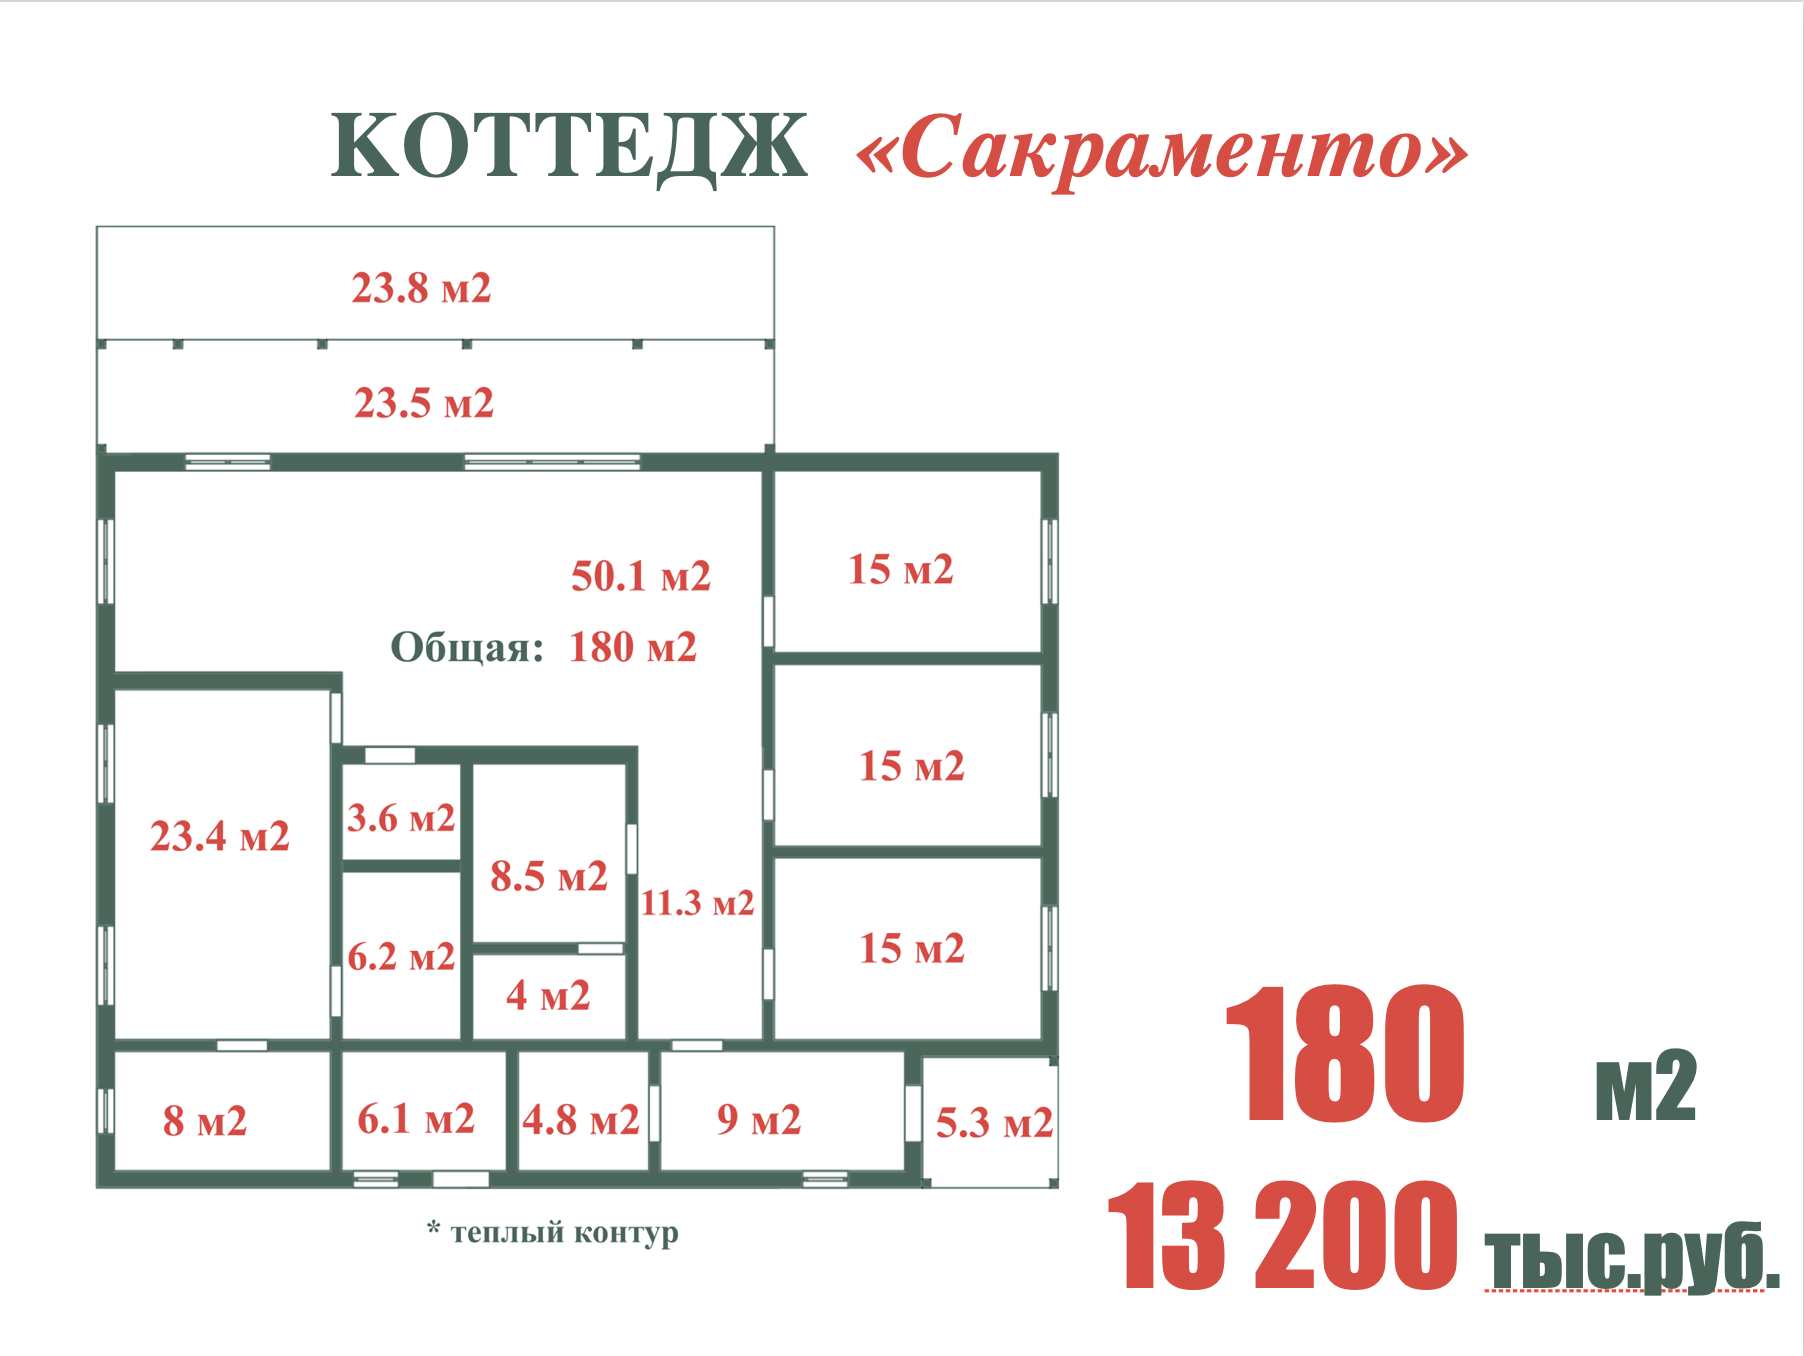 КОТТЕДЖ «Сакраменто»
23.8 м2
23.5 м2
50.1 м2
15 м2
Общая: 180 м2
15 м2
3.6 м2
23.4 м2
8.5 м2
11.3 м2
6.2 м2
15 м2
4 м2
8 м2
6.1 м2
4.8 м2
9 м2
5.3 м2
* теплый контур
180 м2
13 200 тыс.руб.